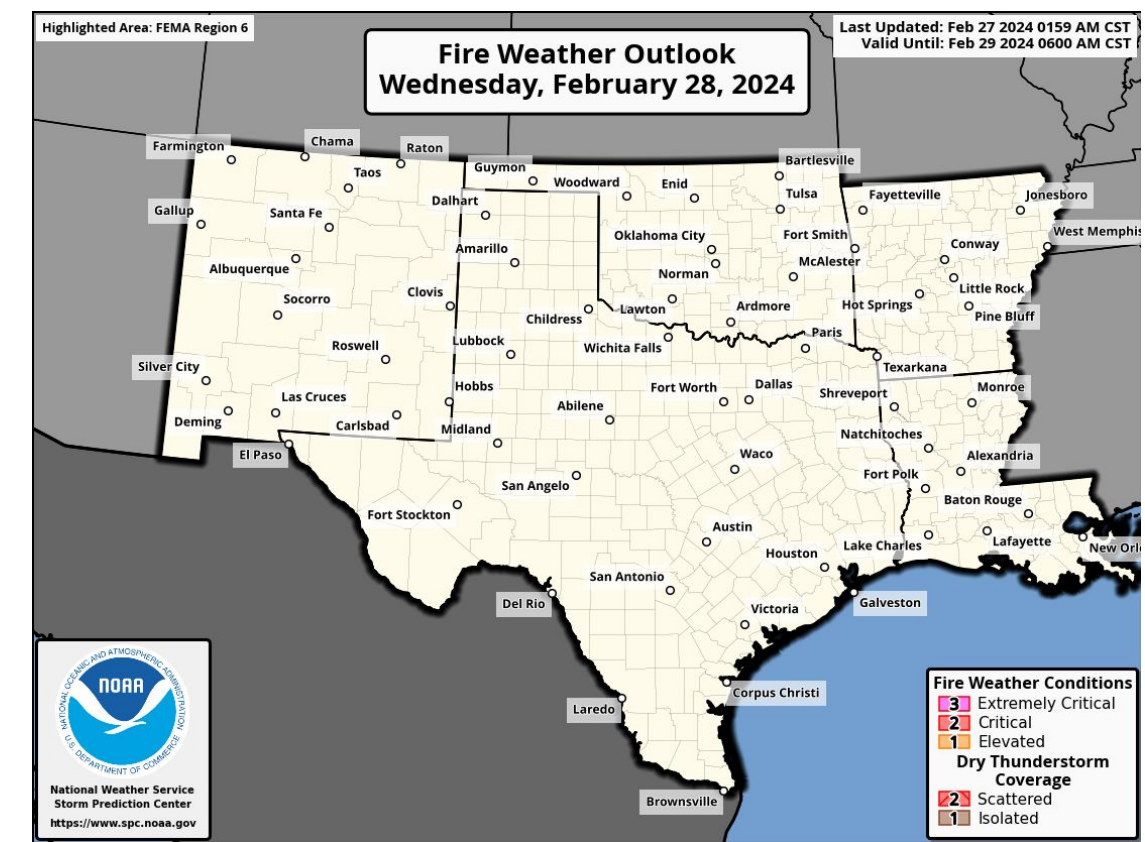 Highlighted Area: FEMA Region 6
Last Updated: Feb 27 2024 0159 AM CST
Valid Until: Feb 29 2024 0600 AM CST
Fire Weather Outlook
Wednesday, February 28, 2024
Farmington
Chama
Raton
Taos
Guymon
Woodward
Enid
Bartlesville
Tulsa
Fayetteville
Jonesboro
Gallup
Santa Fe
Dalhart
Oklahoma City
Fort Smith
West Memphis
Albuquerque
Amarillo
Norman
McAlester
Conway
Socorro
Clovis
Childress
Lawton
Ardmore
Hot Springs
Little Rock
Pine Bluff
Roswell
Lubbock
Wichita Falls
Paris
Silver City
Hobbs
Fort Worth
Dallas
Texarkana
Shreveport
Monroe
Deming
Las Cruces
Carlsbad
Midland
Abilene
Natchitoches
El Paso
San Angelo
Waco
Fort Polk
Alexandria
Fort Stockton
Austin
Baton Rouge
Houston
Lake Charles
Lafayette
New Orl
Del Rio
San Antonio
Victoria
Galveston
Laredo
Corpus Christi
Brownsville
NATIONAL OCEANIC AND ATMOSPHERIC ADMINISTRATION
NOAA
U.S. DEPARTMENT OF COMMERCE
National Weather Service
Storm Prediction Center
https://www.spc.noaa.gov
Fire Weather Conditions
3 Extremely Critical
2 Critical
1 Elevated
Dry Thunderstorm
Coverage
2 Scattered
1 Isolated